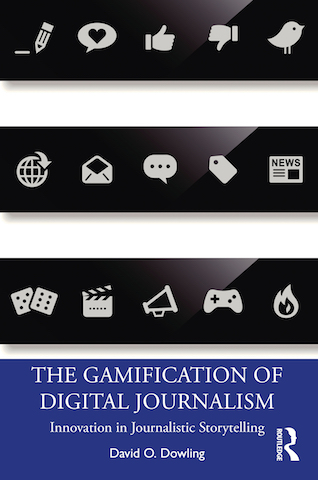 NEWS
THE GAMIFICATION OF
DIGITAL JOURNALISM
Innovation in Journalistic Storytelling
David O. Dowling
ROUTLEDGE